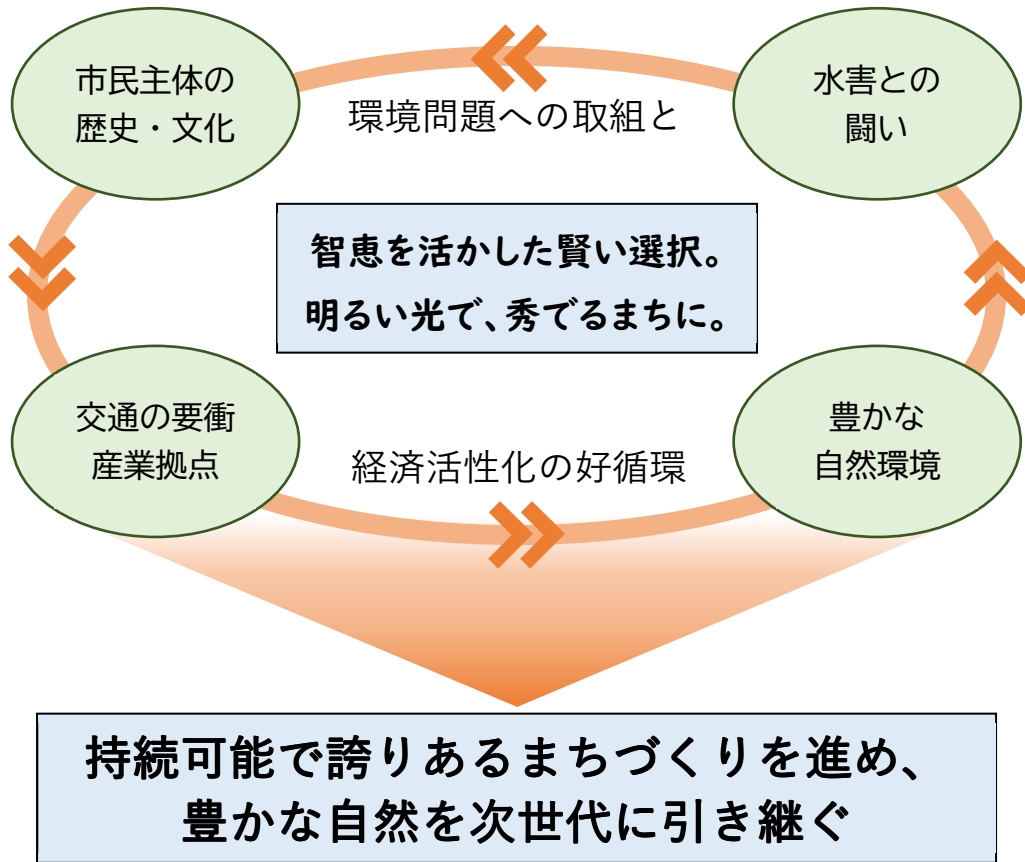 市民主体の
歴史・文化
水害との
闘い
環境問題への取組と
智恵を活かした賢い選択。
明るい光で、秀でるまちに。
交通の要衝
産業拠点
豊かな
自然環境
経済活性化の好循環
持続可能で誇りあるまちづくりを進め、
豊かな自然を次世代に引き継ぐ